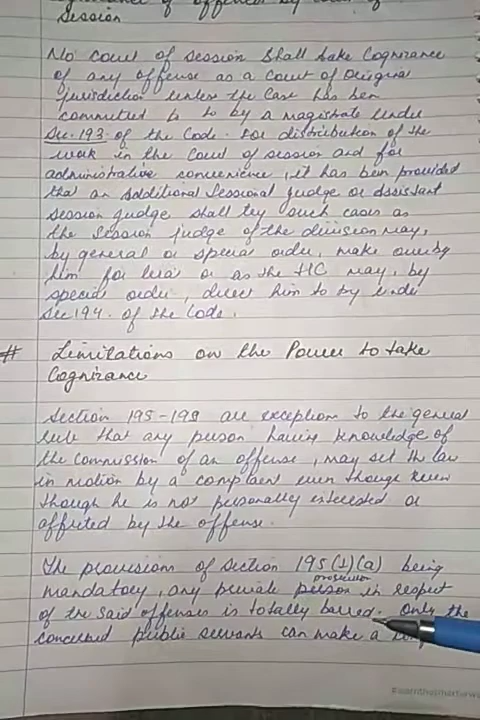 of offense by Court of
Session
No court of session shall take Cognizance
of any offense as a Court of Original
jurisdiction unless the Case has been
committed to to by a magistrate under
Sec. 193 of the Code. For distribution of the
work in the Court of session and for
administrative convenience, it has been provided
that an additional Sessional judge or assistant
session judge shall try such cases as
the session judge of the division may,
by general or special order, make over to
him for or as the HC may, by
special order, direct him to try under
Sec 194 of the Code.
# Limitations on the Power to take
Cognizance
Section 195-199 are exception to the general
rule that any person having knowledge of
the commission of an offense, may set the law
in motion by a complaint even though
though he is not personally interested or
affected by the offense.
The provisions of section 195(1)(a) being
mandatory, any private person in respect
prosecution
of the said offenses is totally barred. Only the
concerned public servants can make a
#learnthesmartway